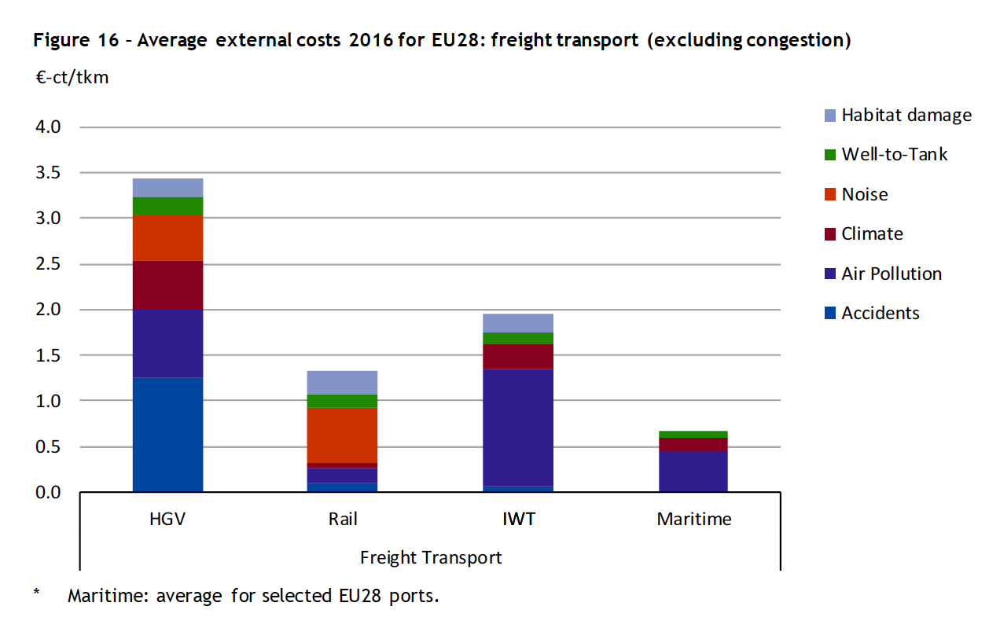 Figure 16 – Average external costs 2016 for EU28: freight transport (excluding congestion)
€-ct/tkm
4.0
3.5
3.0
2.5
2.0
1.5
1.0
0.5
0.0
HGV Rail IWT Maritime
Freight Transport
Habitat damage
Well-to-Tank
Noise
Climate
Air Pollution
Accidents
* Maritime: average for selected EU28 ports.